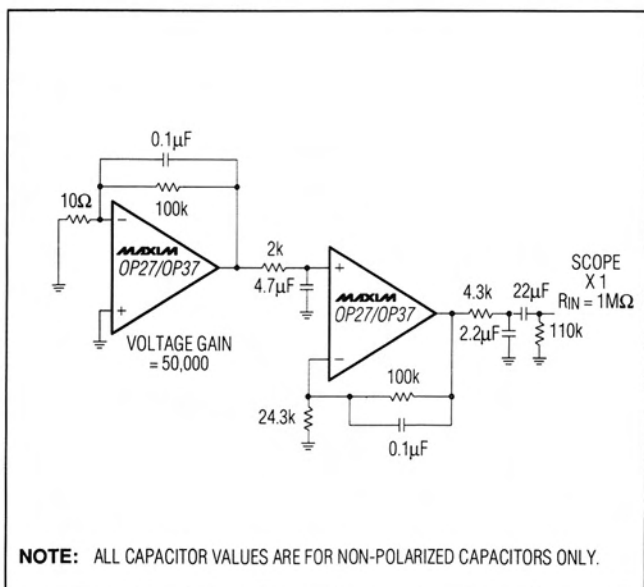 0.1µF
10Ω
100k
MAXIM
OP27/OP37
VOLTAGE GAIN
= 50,000
2k
4.7µF
MAXIM
OP27/OP37
4.3k
22µF
SCOPE
X 1
RIN = 1MΩ
2.2µF
110k
24.3k
100k
0.1µF
NOTE: ALL CAPACITOR VALUES ARE FOR NON-POLARIZED CAPACITORS ONLY.